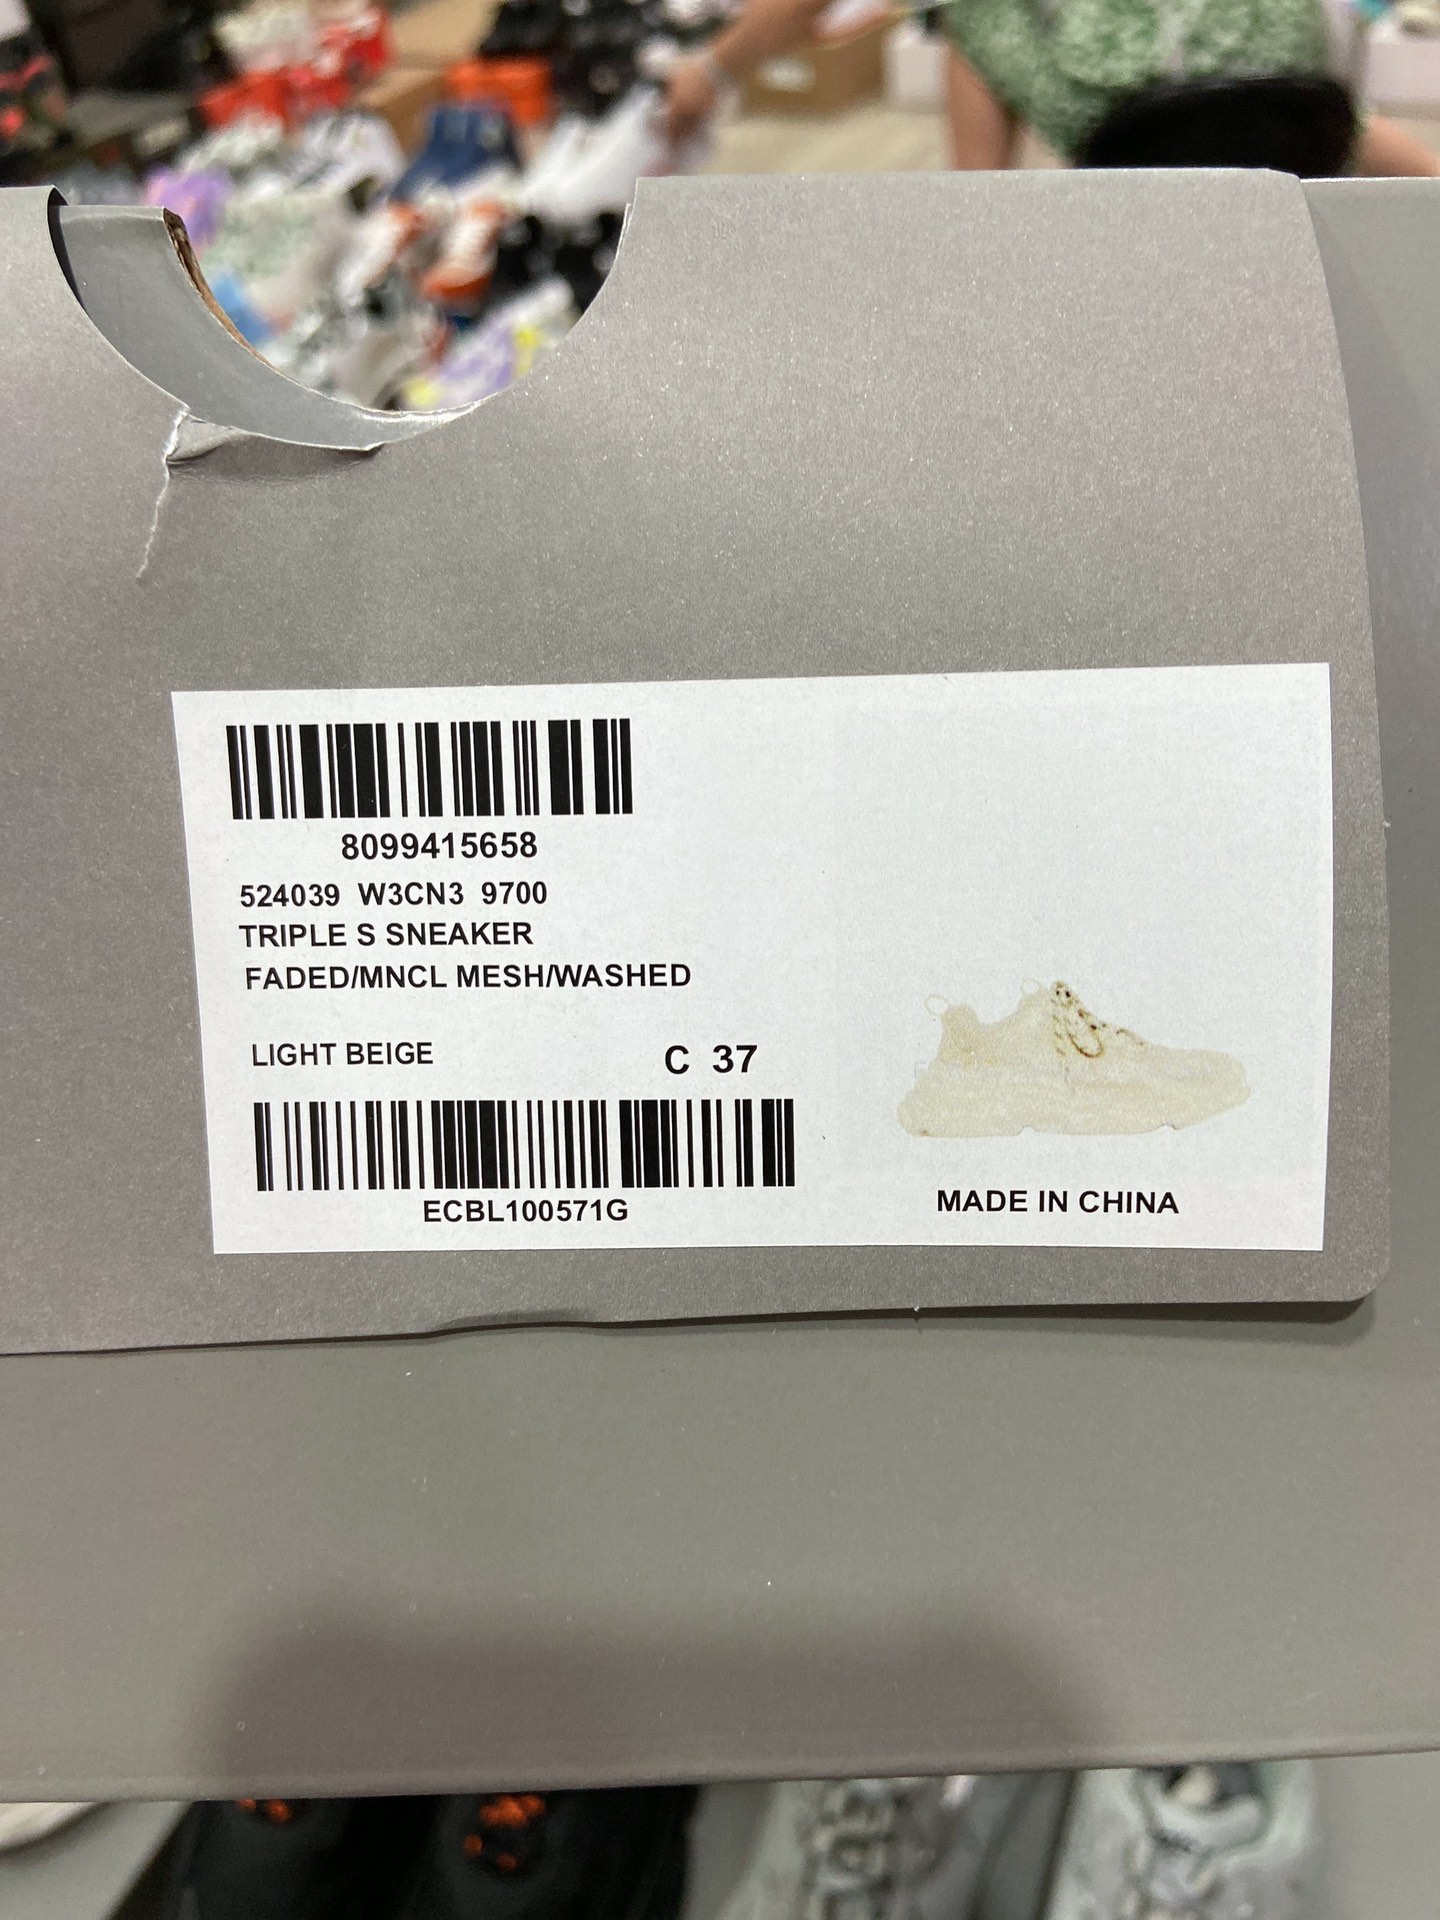 8099415658
524039 W3CN3 9700
TRIPLE S SNEAKER
FADED/MNCL MESH/WASHED
LIGHT BEIGE C 37
ECBL100571G
MADE IN CHINA